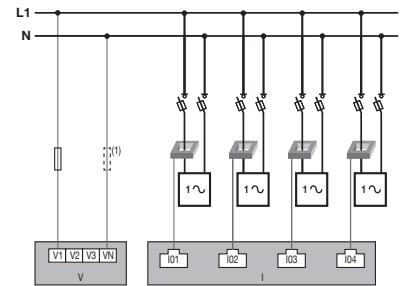 L1
N
(1)
1∿ 1∿ 1∿ 1∿
V1 V2 V3 VN
I01 I02 I03 I04
V
I